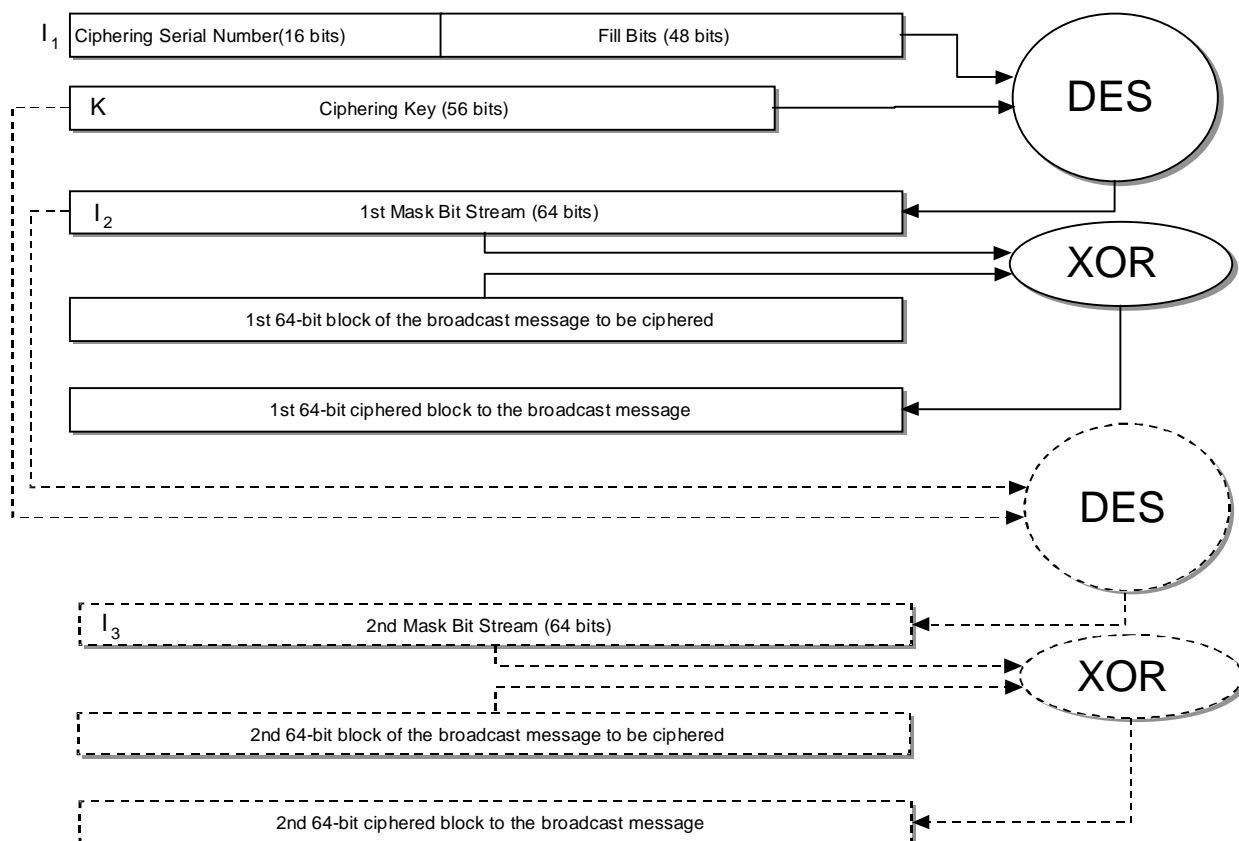 I1 Ciphering Serial Number(16 bits) Fill Bits (48 bits)
DES
K Ciphering Key (56 bits)
I2 1st Mask Bit Stream (64 bits)
XOR
1st 64-bit block of the broadcast message to be ciphered
1st 64-bit ciphered block to the broadcast message
DES
I3 2nd Mask Bit Stream (64 bits)
XOR
2nd 64-bit block of the broadcast message to be ciphered
2nd 64-bit ciphered block to the broadcast message